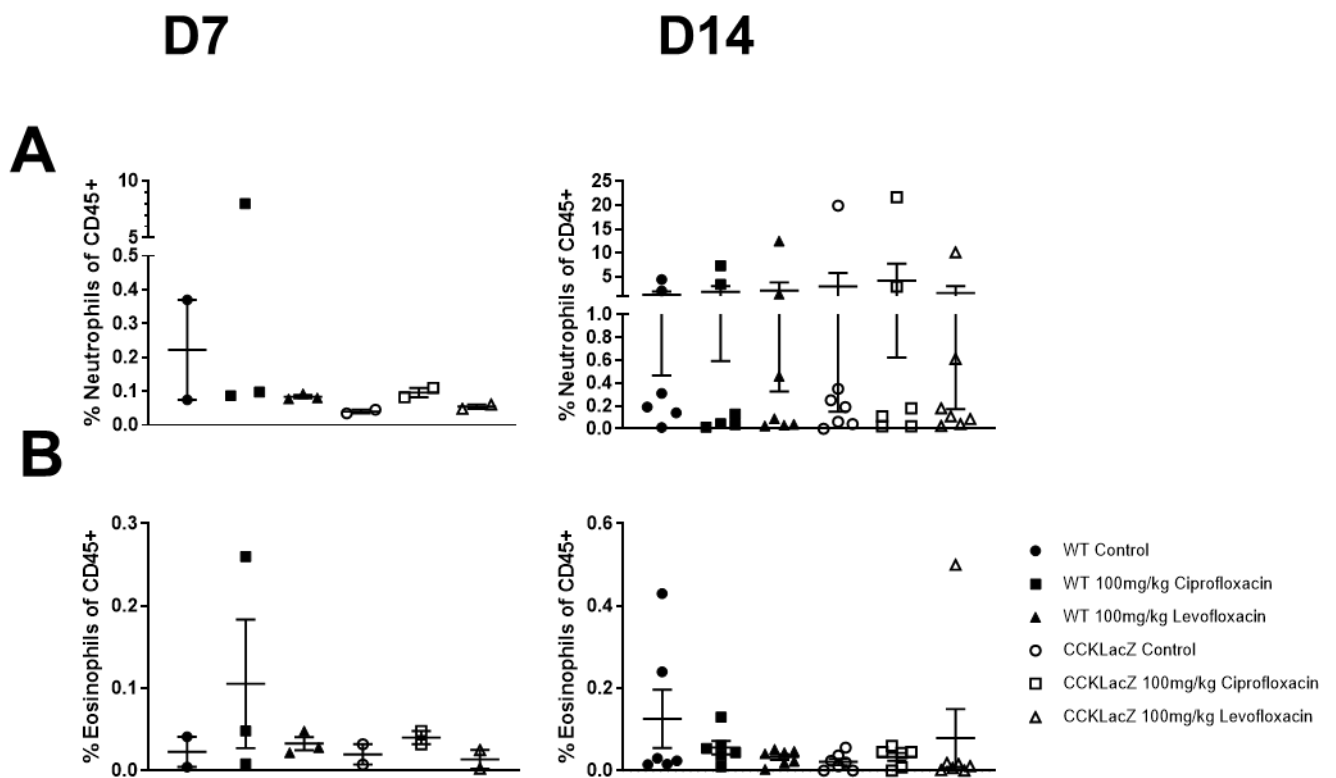 D7
D14
A
% Neutrophils of CD45+
10
5
0.5
0.4
0.3
0.2
0.1
0.0
% Neutrophils of CD45+
25
20
15
10
5
1.0
0.8
0.6
0.4
0.2
0.0
B
% Eosinophils of CD45+
0.3
0.2
0.1
0.0
% Eosinophils of CD45+
0.6
0.4
0.2
0.0
WT Control
WT 100mg/kg Ciprofloxacin
WT 100mg/kg Levofloxacin
CCKLacZ Control
CCKLacZ 100mg/kg Ciprofloxacin
CCKLacZ 100mg/kg Levofloxacin